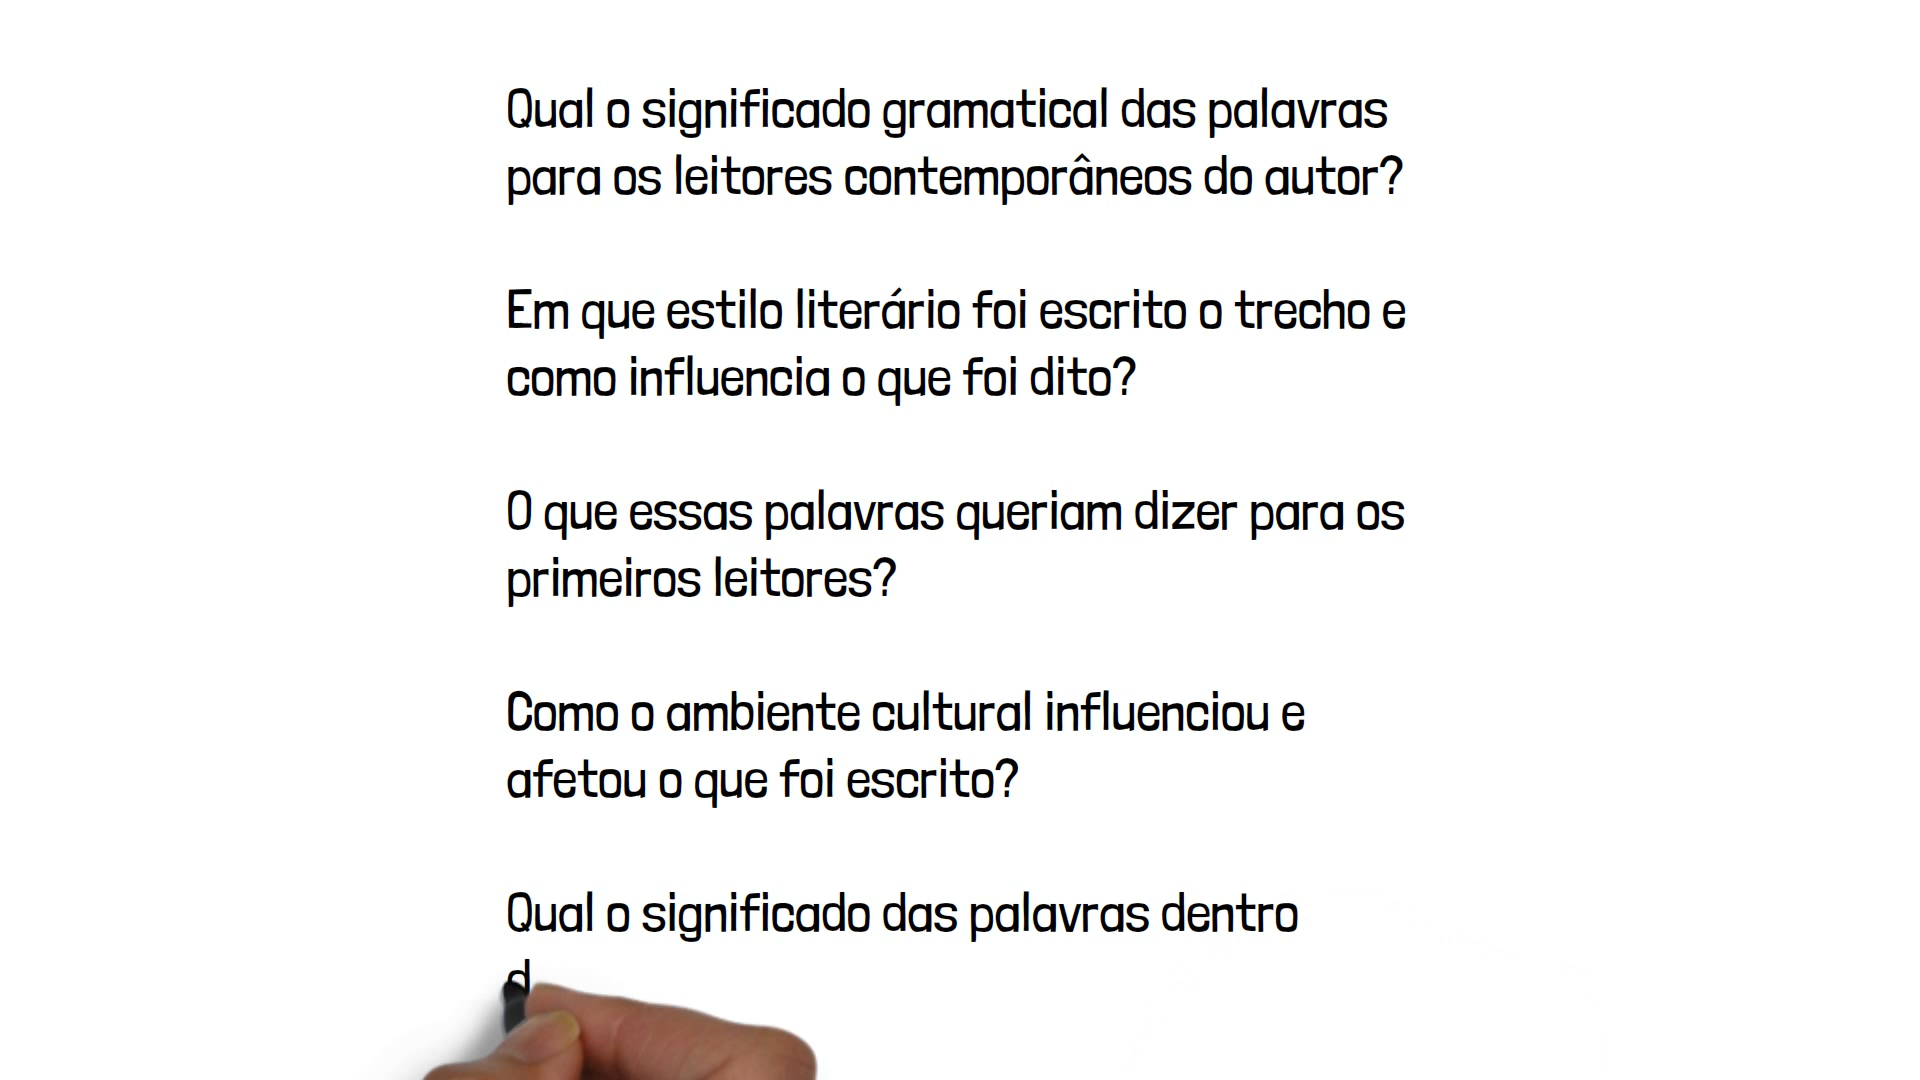 Qual o significado gramatical das palavras
para os leitores contemporâneos do autor?
Em que estilo literário foi escrito o trecho e
como influencia o que foi dito?
O que essas palavras queriam dizer para os
primeiros leitores?
Como o ambiente cultural influenciou e
afetou o que foi escrito?
Qual o significado das palavras dentro
d